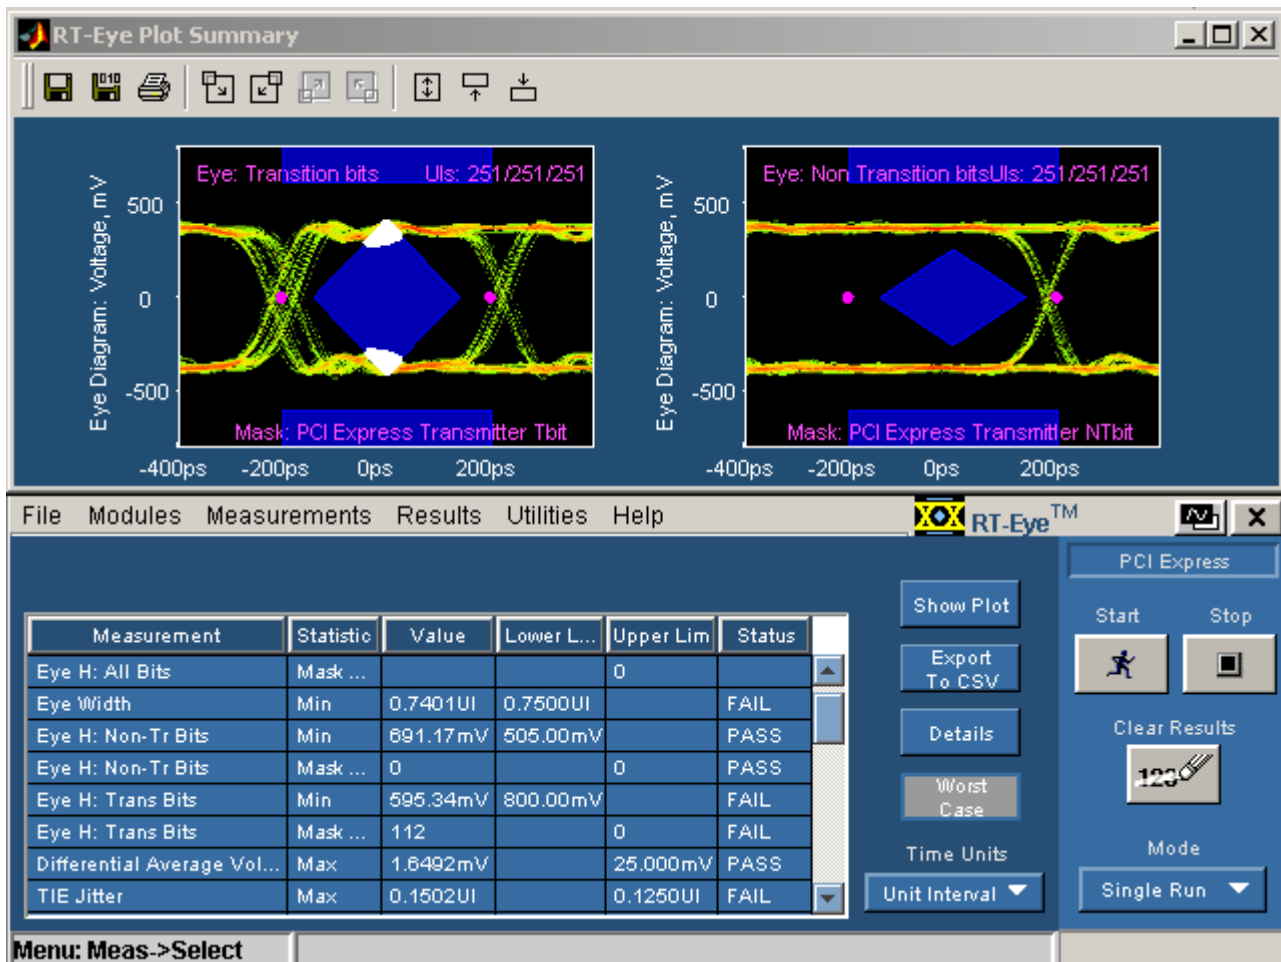 RT-Eye Plot Summary
Eye: Transition bits UIs: 251/251/251
Eye Diagram: Voltage, mV
500
0
-500
Mask: PCI Express Transmitter Tbit
-400ps -200ps 0ps 200ps
Eye: Non Transition bitsUIs: 251/251/251
Eye Diagram: Voltage, mV
500
0
-500
Mask: PCI Express Transmitter NTbit
-400ps -200ps 0ps 200ps
File Modules Measurements Results Utilities Help
RT-Eye™
Measurement Statistic Value Lower L... Upper Lim Status
Eye H: All Bits Mask ... 0
Eye Width Min 0.7401UI 0.7500UI FAIL
Eye H: Non-Tr Bits Min 691.17mV 505.00mV PASS
Eye H: Non-Tr Bits Mask ... 0 0 PASS
Eye H: Trans Bits Min 595.34mV 800.00mV FAIL
Eye H: Trans Bits Mask ... 112 0 FAIL
Differential Average Vol... Max 1.6492mV 25.000mV PASS
TIE Jitter Max 0.1502UI 0.1250UI FAIL
Show Plot
Export
To CSV
Details
Worst
Case
Time Units
Unit Interval
PCI Express
Start Stop
Clear Results
123
Mode
Single Run
Menu: Meas->Select